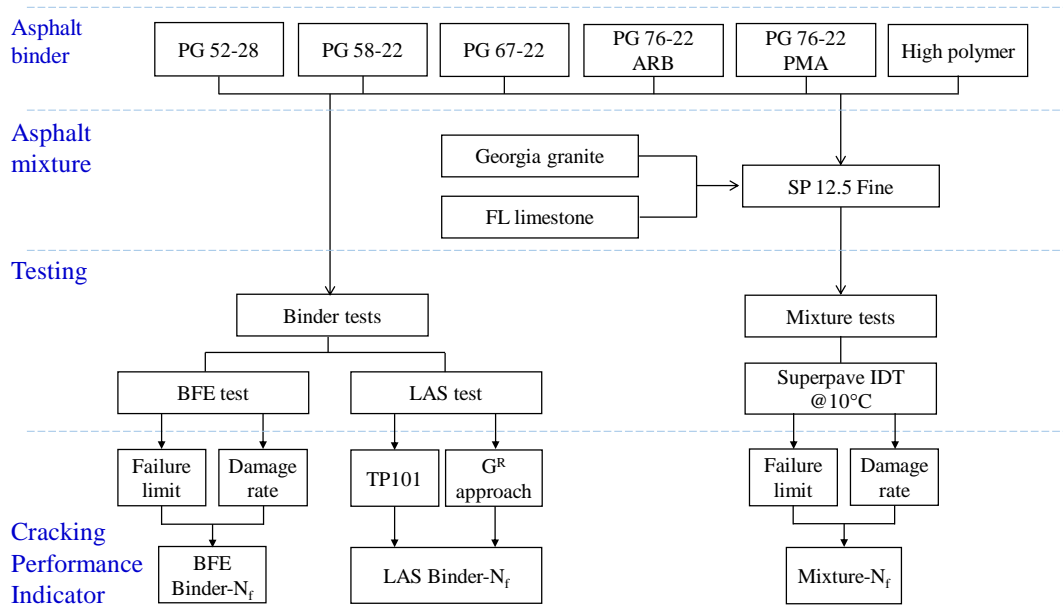 Asphalt
binder
PG 52-28
PG 58-22
PG 67-22
PG 76-22
ARB
PG 76-22
PMA
High polymer
Asphalt
mixture
Georgia granite
FL limestone
SP 12.5 Fine
Testing
Binder tests
Mixture tests
BFE test
LAS test
Superpave IDT
@10°C
Failure
limit
Damage
rate
TP101
Gᴿ
approach
Failure
limit
Damage
rate
Cracking
Performance
Indicator
BFE
Binder-N_f
LAS Binder-N_f
Mixture-N_f